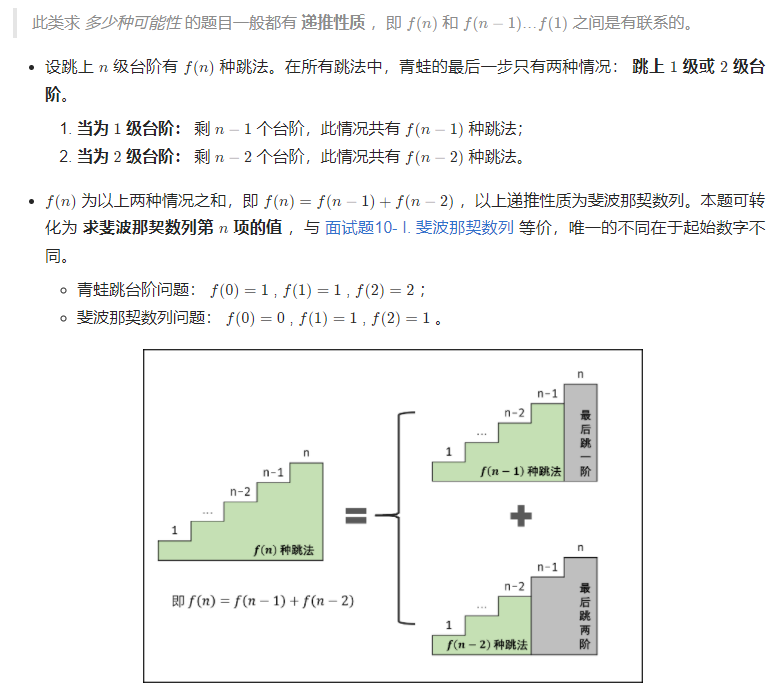 此类求 多少种可能性 的题目一般都有 递推性质 ，即 f(n) 和 f(n−1)…f(1) 之间是有联系的。
• 设跳上 n 级台阶有 f(n) 种跳法。在所有跳法中，青蛙的最后一步只有两种情况： 跳上 1 级或 2 级台
阶。
1. 当为 1 级台阶： 剩 n−1 个台阶，此情况共有 f(n−1) 种跳法；
2. 当为 2 级台阶： 剩 n−2 个台阶，此情况共有 f(n−2) 种跳法。
• f(n) 为以上两种情况之和，即 f(n)=f(n−1)+f(n−2) ，以上递推性质为斐波那契数列。本题可转
化为 求斐波那契数列第 n 项的值 ，与 面试题10- I. 斐波那契数列 等价，唯一的不同在于起始数字不
同。
○ 青蛙跳台阶问题： f(0)=1 , f(1)=1 , f(2)=2 ；
○ 斐波那契数列问题： f(0)=0 , f(1)=1 , f(2)=1 。
1
...
n-2
n-1
n
f(n) 种跳法
即 f(n) = f(n − 1) + f(n − 2)
=
1
...
n-2
n-1
n
f(n − 1) 种跳法
最后跳一阶
+
1
...
n-2
n-1
n
f(n − 2) 种跳法
最后跳两阶